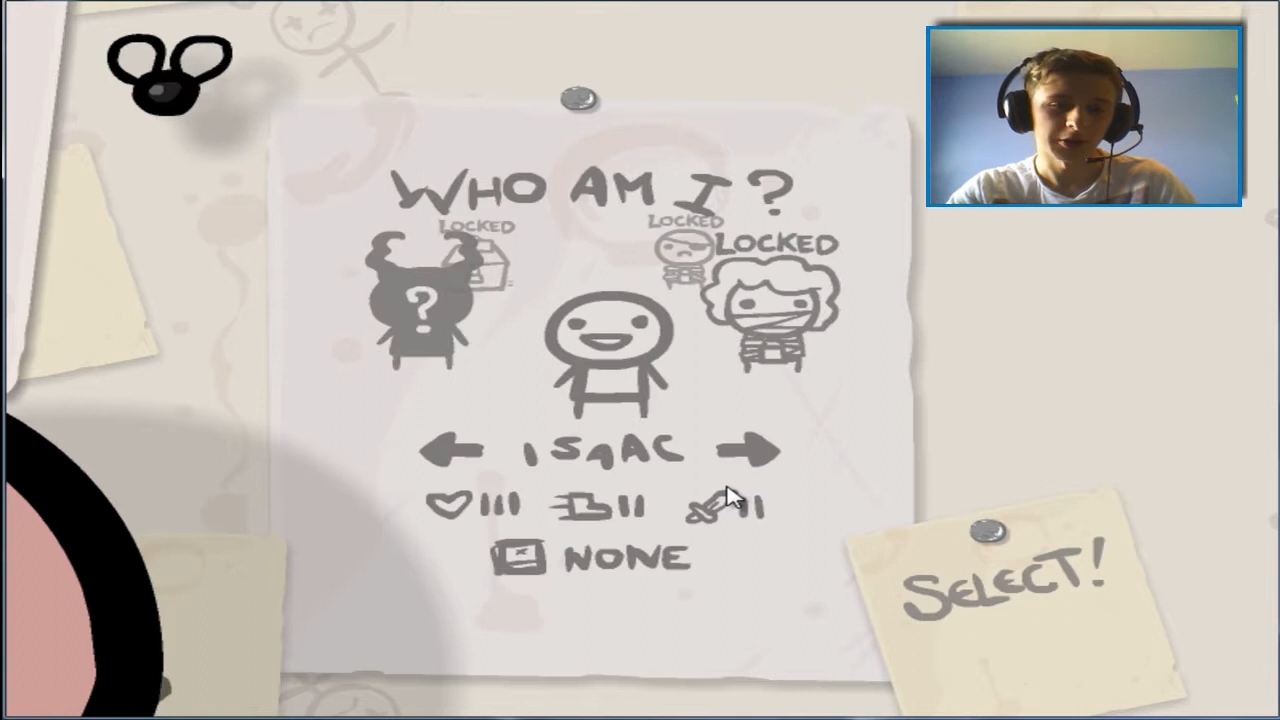 WHO AM I?
LOCKED
LOCKED
LOCKED
?
ISAAC
NONE
SELECT!